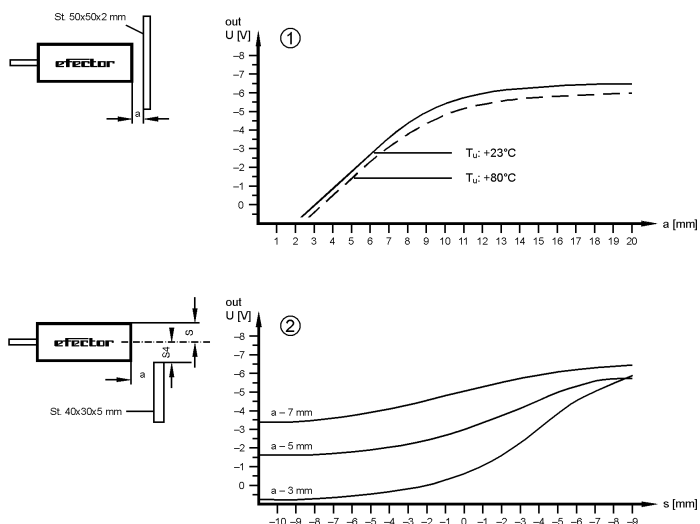 St. 50x50x2 mm
efector
a
out
U [V]
1
–8
–7
–6
–5
–4
–3
–2
–1
0
Tu: +23°C
Tu: +80°C
1 2 3 4 5 6 7 8 9 10 11 12 13 14 15 16 17 18 19 20
a [mm]
efector
S
S4
a
St. 40x30x5 mm
out
U [V]
2
–8
–7
–6
–5
–4
–3
–2
–1
0
a – 7 mm
a – 5 mm
a – 3 mm
–10 –9 –8 –7 –6 –5 –4 –3 –2 –1 0 –1 –2 –3 –4 –5 –6 –7 –8 –9
s [mm]